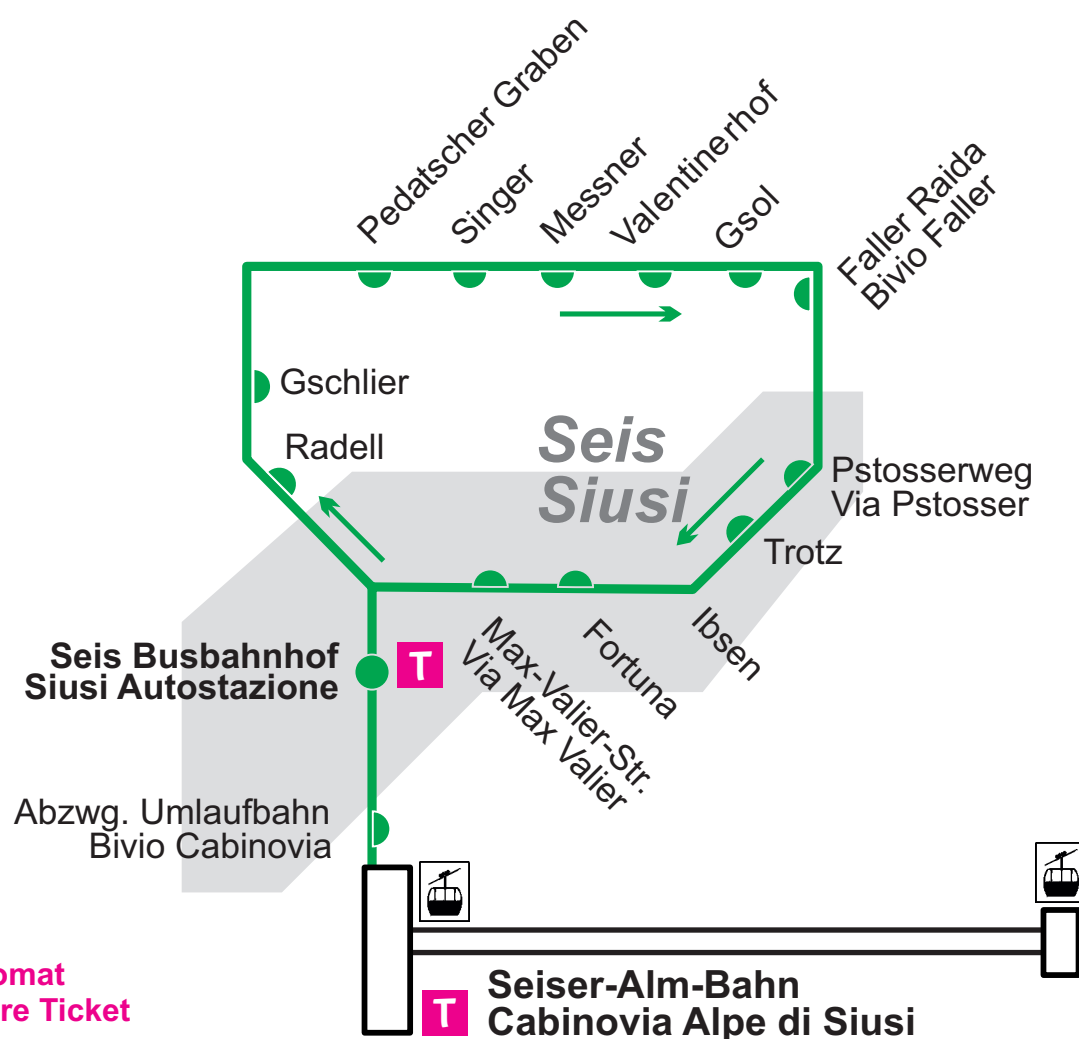 Pedatscher Graben
Singer
Messner
Valentinerhof
Gsol
Faller Raida
Bivio Faller
Gschlier
Radell
Seis
Siusi
Pstosserweg
Via Pstosser
Trotz
Ibsen
Fortuna
Max-Valier-Str.
Via Max Valier
Seis Busbahnhof
Siusi Autostazione
T
Abzwg. Umlaufbahn
Bivio Cabinovia
omat
re Ticket
T
Seiser-Alm-Bahn
Cabinovia Alpe di Siusi